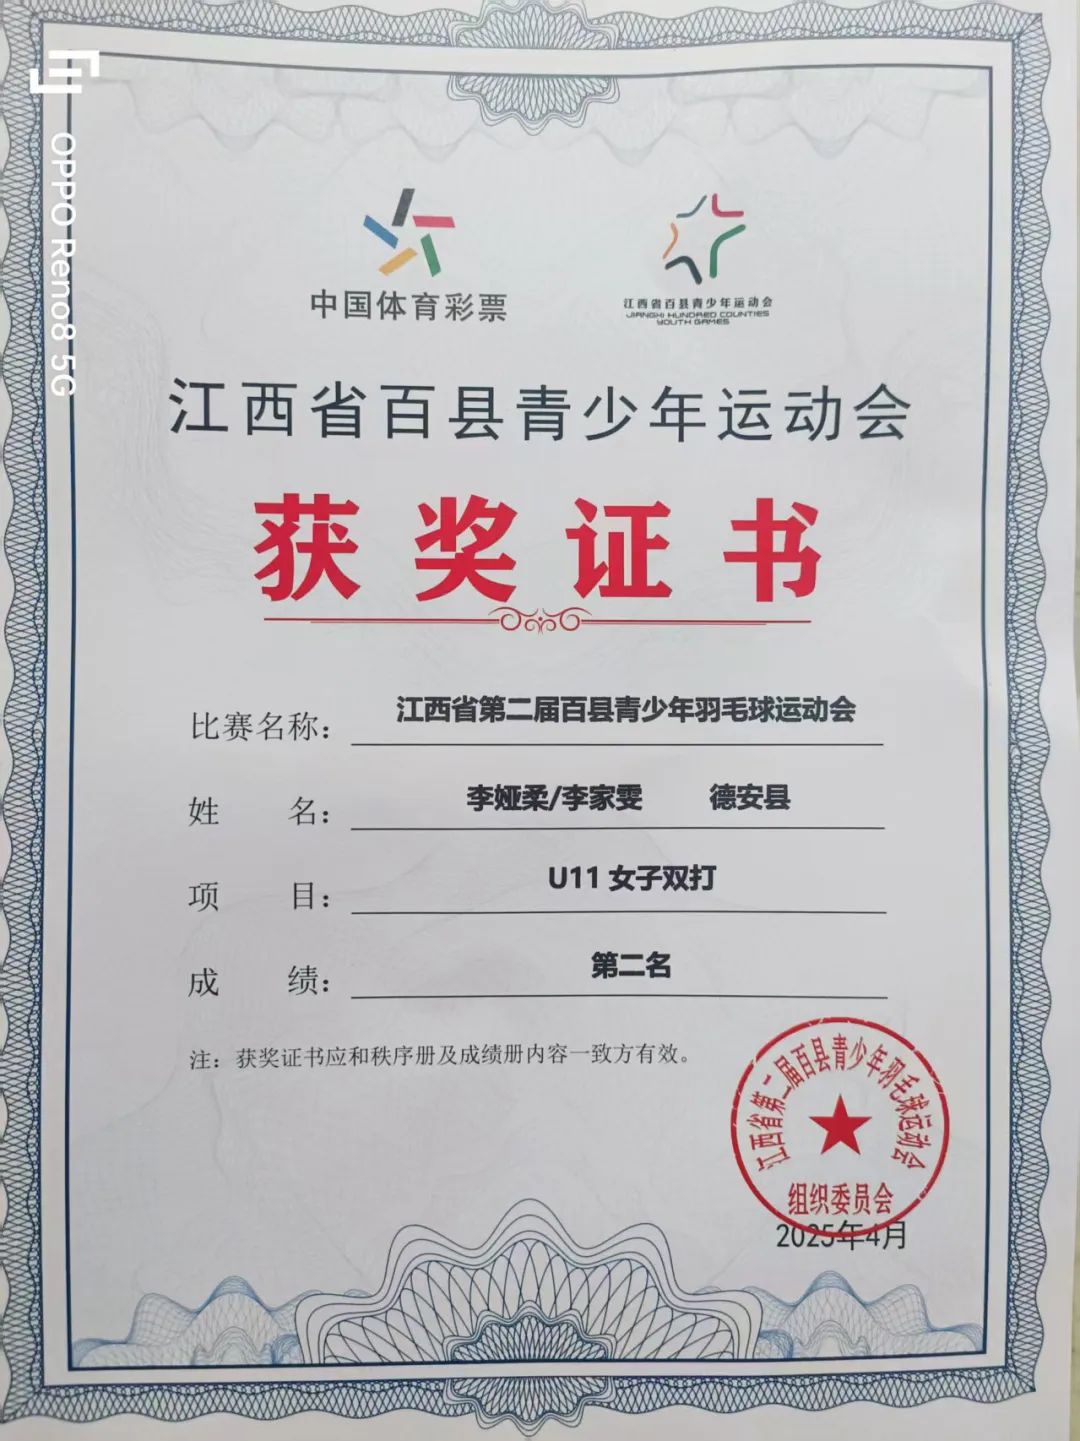 OPPO Reno8 5G
中国体育彩票
江西省百县青少年运动会
JIANGXI HUNDRED COUNTIES
YOUTH GAMES
江西省百县青少年运动会
获奖证书
比赛名称：江西省第二届百县青少年羽毛球运动会
姓 名：李娅柔/李家雯 德安县
项 目：U11 女子双打
成 绩：第二名
注：获奖证书应和秩序册及成绩册内容一致方有效。
江西省第二届百县青少年羽毛球运动会
组织委员会
2025年4月